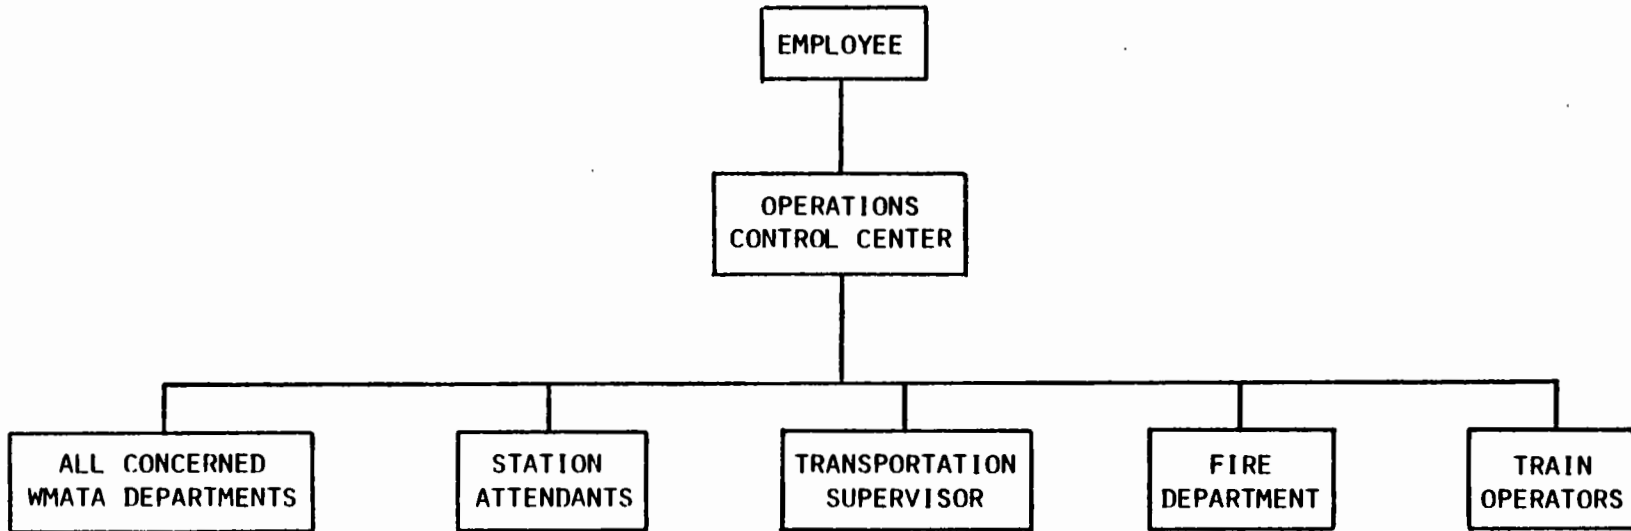 EMPLOYEE
OPERATIONS
CONTROL CENTER
ALL CONCERNED
WMATA DEPARTMENTS
STATION
ATTENDANTS
TRANSPORTATION
SUPERVISOR
FIRE
DEPARTMENT
TRAIN
OPERATORS